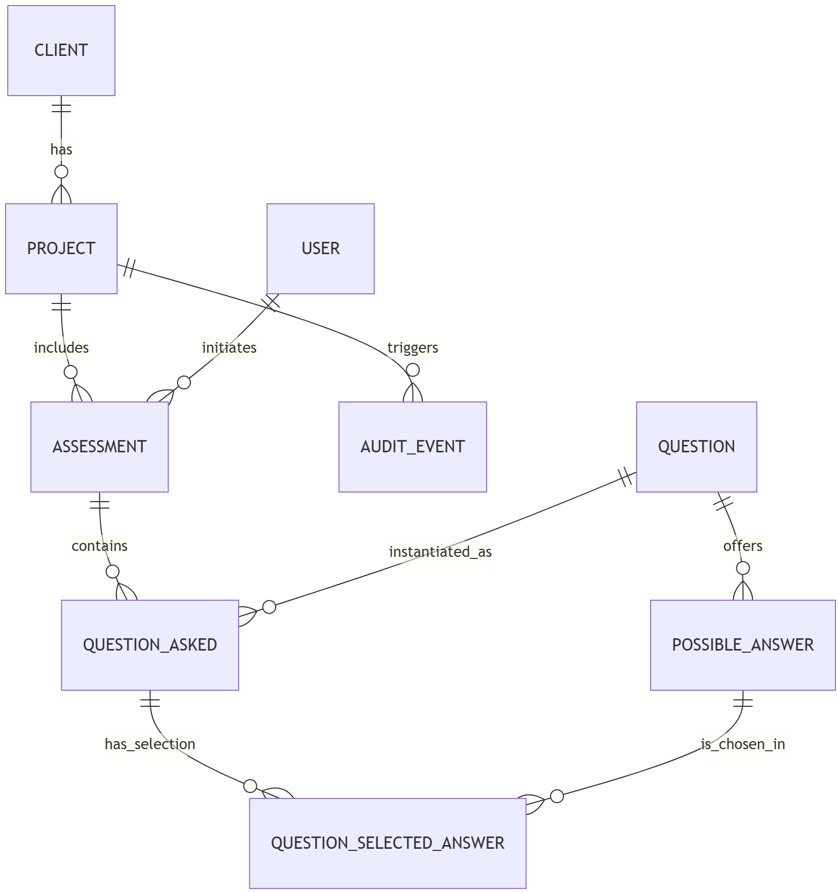 CLIENT
has
PROJECT
USER
includes
initiates
triggers
ASSESSMENT
AUDIT_EVENT
QUESTION
contains
instantiated_as
offers
QUESTION_ASKED
POSSIBLE_ANSWER
has_selection
is_chosen_in
QUESTION_SELECTED_ANSWER